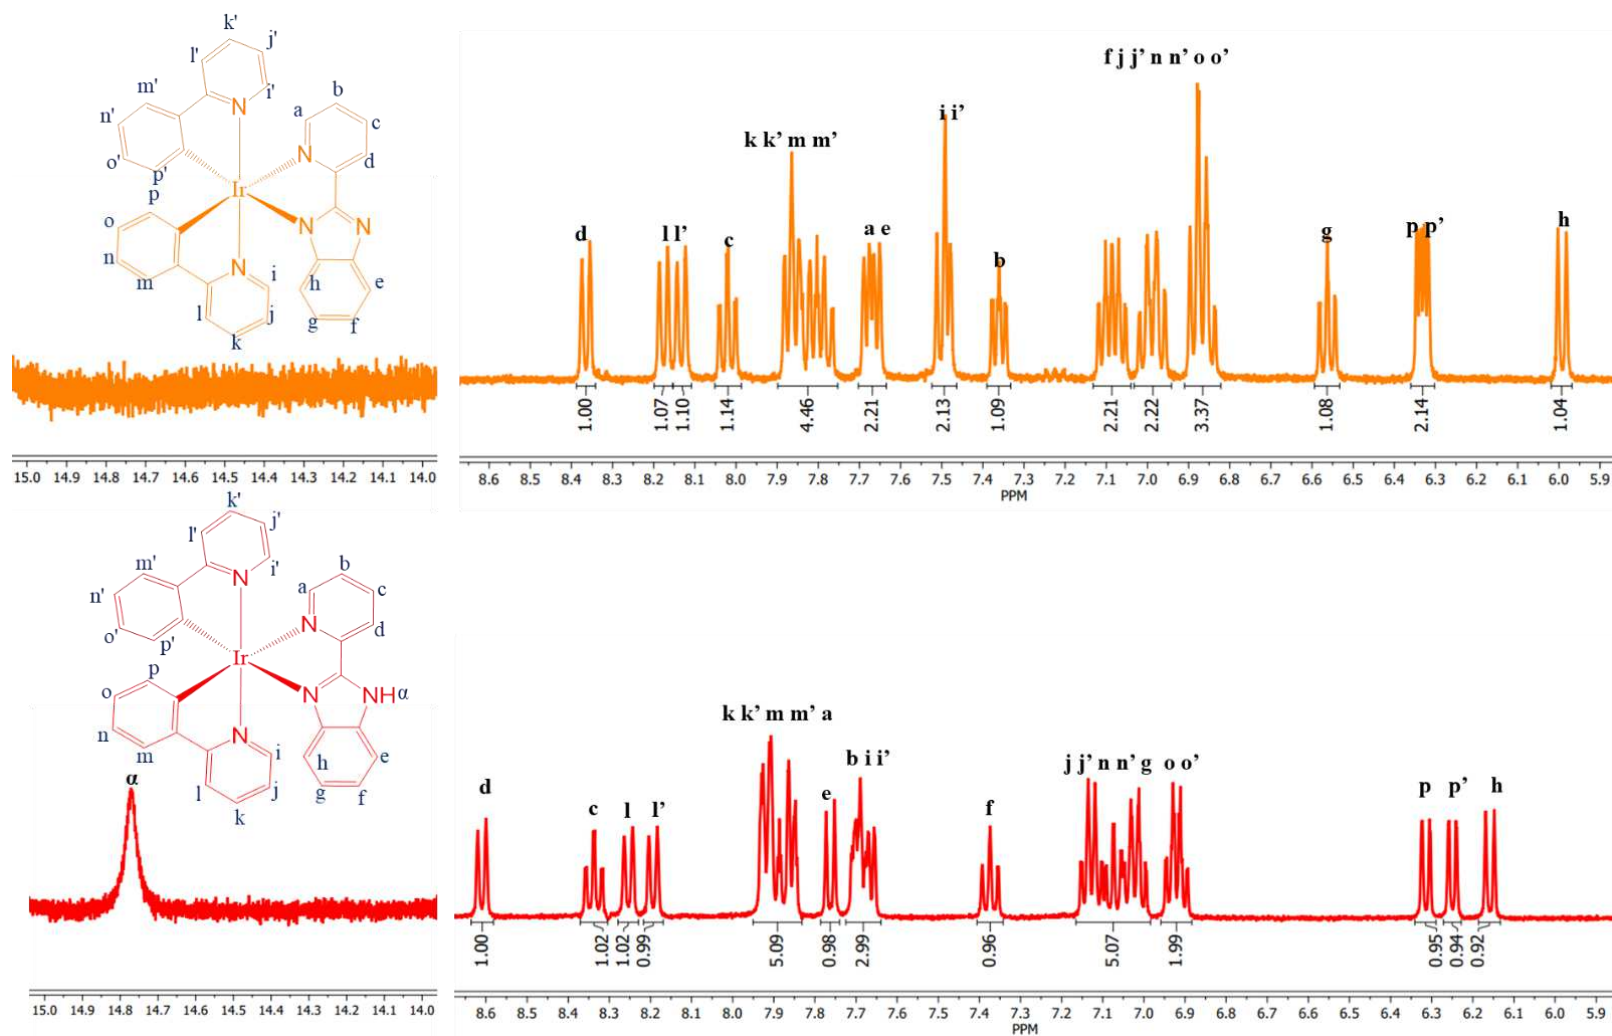 k'
j'
l'
i'
m'
n'
o'
p'
N
a
b
c
d
N
Ir
p
o
n
m
N
N
N
i
j
k
l
h
g
f
e
f j j’ n n’ o o’
i i’
k k’ m m’
d
l l’
c
a e
b
g
p p’
h
1.00
1.07
1.10
1.14
4.46
2.21
2.13
1.09
2.21
2.22
3.37
1.08
2.14
1.04
15.0 14.9 14.8 14.7 14.6 14.5 14.4 14.3 14.2 14.1 14.0
8.6 8.5 8.4 8.3 8.2 8.1 8.0 7.9 7.8 7.7 7.6 7.5 7.4 7.3 7.2 7.1 7.0 6.9 6.8 6.7 6.6 6.5 6.4 6.3 6.2 6.1 6.0 5.9
PPM
k'
j'
l'
i'
m'
n'
o'
p'
N
a
b
c
d
N
Ir
p
o
n
m
N
NH α
N
i
j
k
l
h
g
f
e
α
k k’ m m’ a
b i i’
j j’ n n’ g o o’
d
c
l
l’
e
f
p
p’
h
1.00
1.02
1.02
0.99
5.09
0.98
2.99
0.96
5.07
1.99
0.95
0.94
0.92
15.0 14.9 14.8 14.7 14.6 14.5 14.4 14.3 14.2 14.1 14.0
8.6 8.5 8.4 8.3 8.2 8.1 8.0 7.9 7.8 7.7 7.6 7.5 7.4 7.3 7.2 7.1 7.0 6.9 6.8 6.7 6.6 6.5 6.4 6.3 6.2 6.1 6.0 5.9
PPM